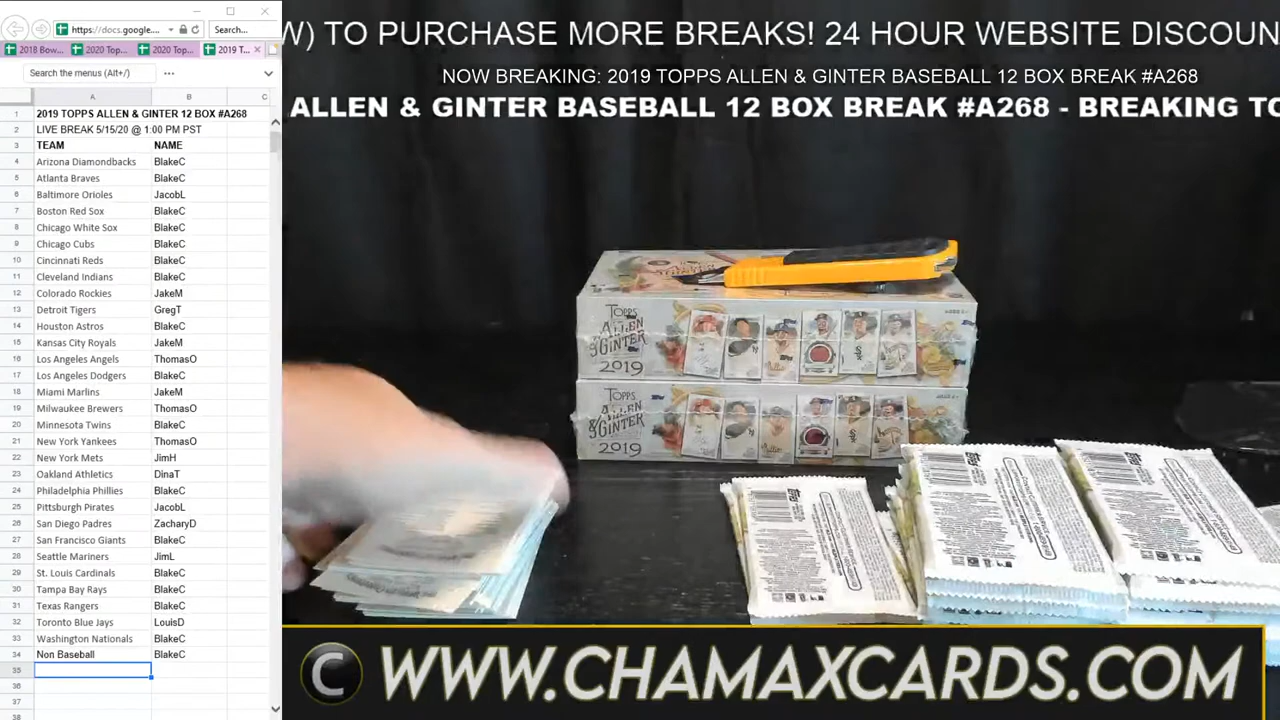 https://docs.google....
Search...
2018 Bow...
2020 Top...
2020 Top...
2019 T...
Search the menus (Alt+/)
A B C
1 2019 TOPPS ALLEN & GINTER 12 BOX #A268
2 LIVE BREAK 5/15/20 @ 1:00 PM PST
3 TEAM NAME
4 Arizona Diamondbacks BlakeC
5 Atlanta Braves BlakeC
6 Baltimore Orioles JacobL
7 Boston Red Sox BlakeC
8 Chicago White Sox BlakeC
9 Chicago Cubs BlakeC
10 Cincinnati Reds BlakeC
11 Cleveland Indians BlakeC
12 Colorado Rockies JakeM
13 Detroit Tigers GregT
14 Houston Astros BlakeC
15 Kansas City Royals JakeM
16 Los Angeles Angels ThomasO
17 Los Angeles Dodgers BlakeC
18 Miami Marlins JakeM
19 Milwaukee Brewers ThomasO
20 Minnesota Twins BlakeC
21 New York Yankees ThomasO
22 New York Mets JimH
23 Oakland Athletics DinaT
24 Philadelphia Phillies BlakeC
25 Pittsburgh Pirates JacobL
26 San Diego Padres ZacharyD
27 San Francisco Giants BlakeC
28 Seattle Mariners JimL
29 St. Louis Cardinals BlakeC
30 Tampa Bay Rays BlakeC
31 Texas Rangers BlakeC
32 Toronto Blue Jays LouisD
33 Washington Nationals BlakeC
34 Non Baseball BlakeC
35
36
37
38
W) TO PURCHASE MORE BREAKS! 24 HOUR WEBSITE DISCOUN
NOW BREAKING: 2019 TOPPS ALLEN & GINTER BASEBALL 12 BOX BREAK #A268
ALLEN & GINTER BASEBALL 12 BOX BREAK #A268 - BREAKING TO
TOPPS
ALLEN
& GINTER
2019
TOPPS
ALLEN
& GINTER
2019
topps
topps
topps
C WWW.CHAMAXCARDS.COM